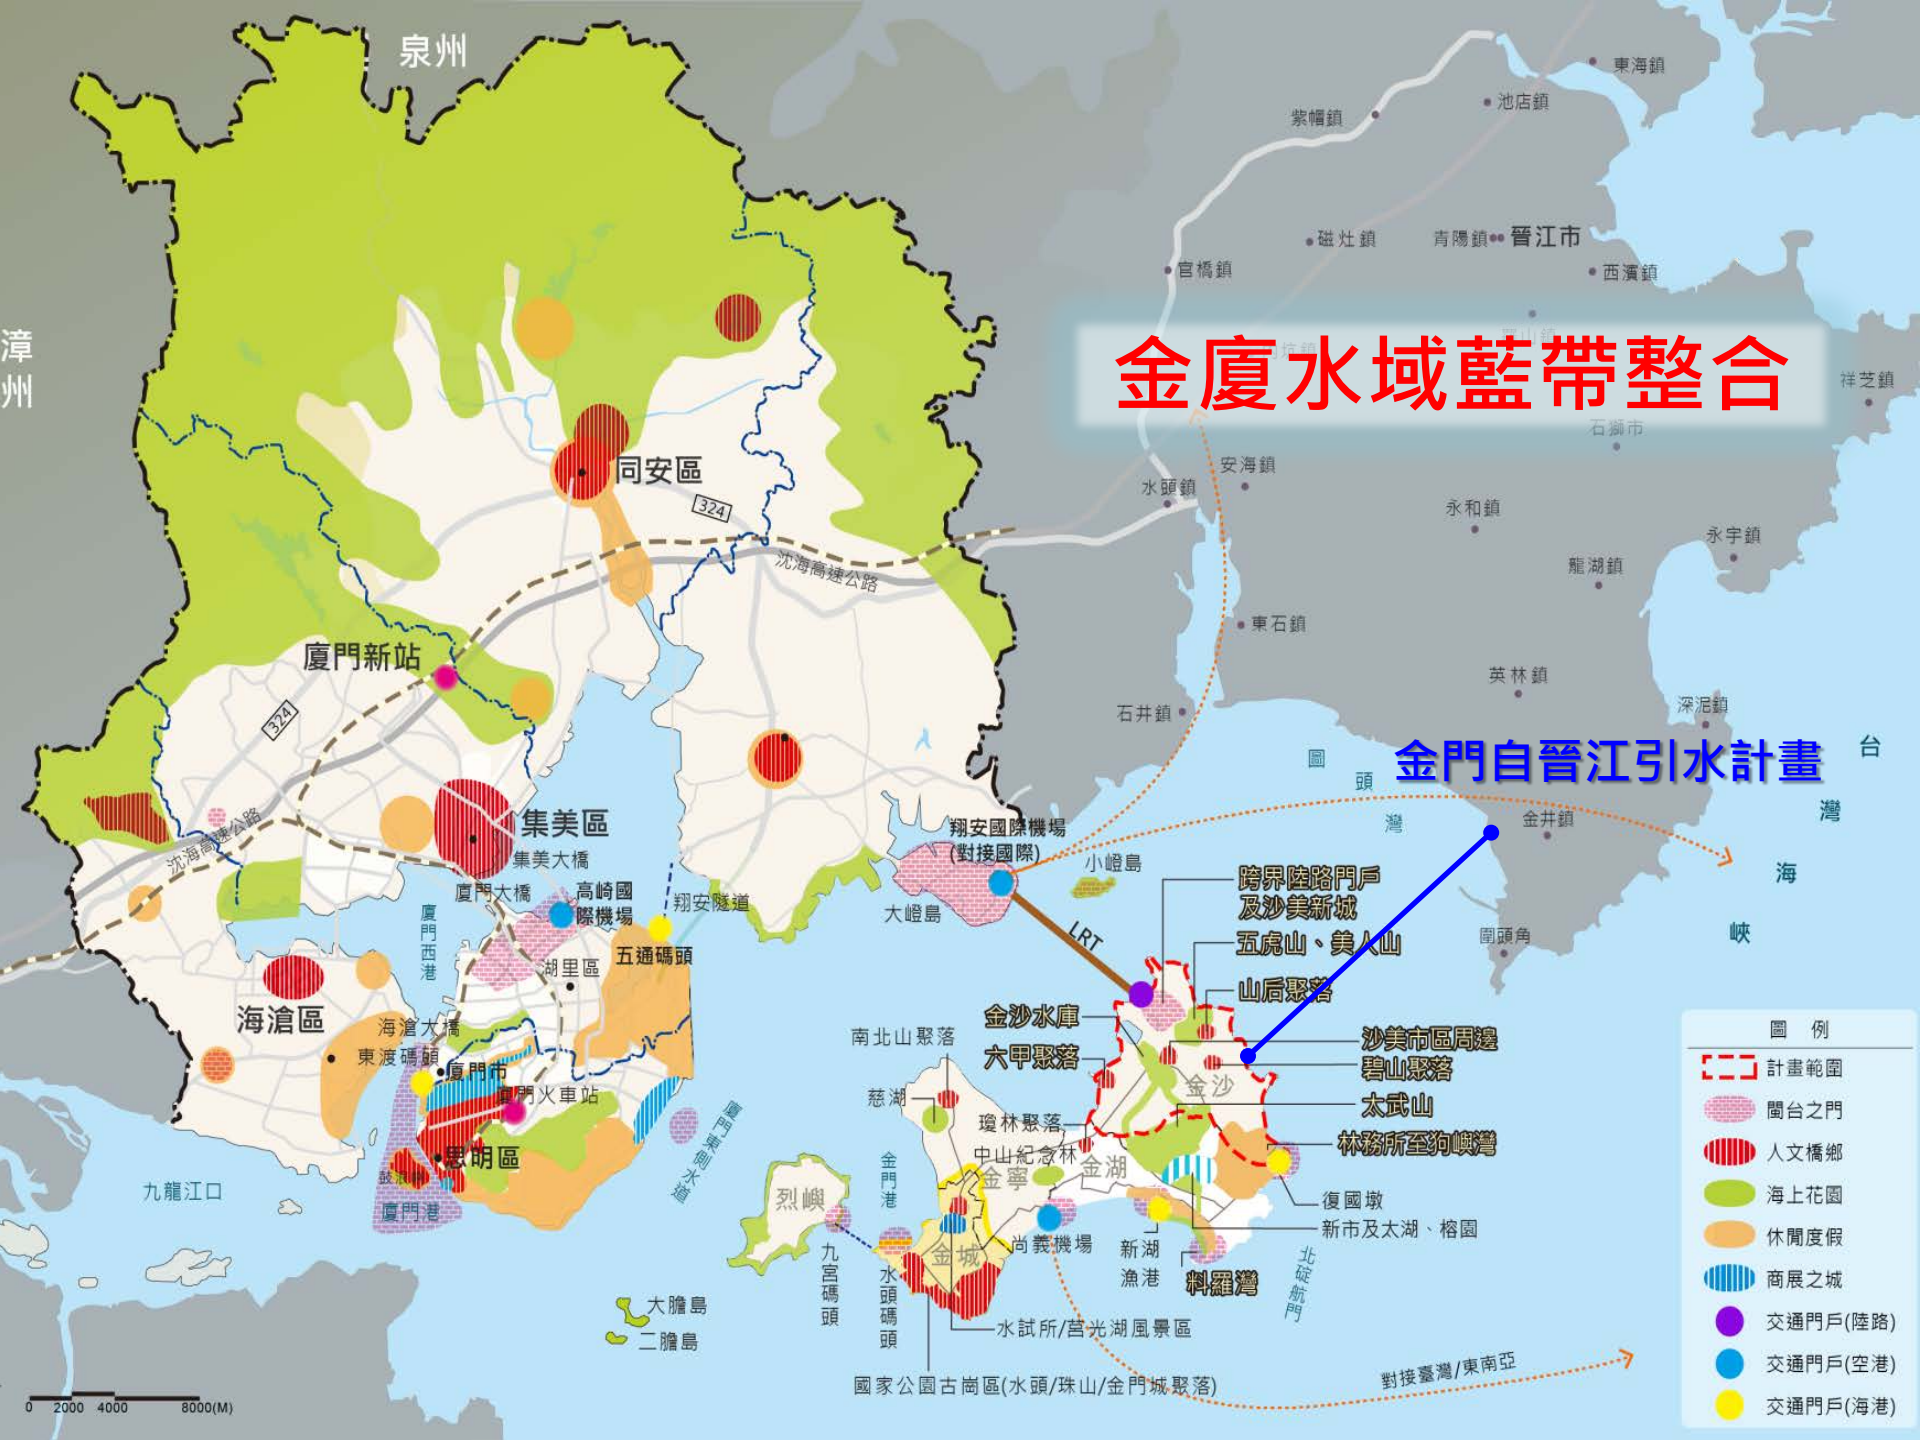 泉州
漳州
東海鎮
池店鎮
紫帽鎮
磁灶鎮
青陽鎮
晉江市
官橋鎮
西濱鎮
金廈水域藍帶整合
祥芝鎮
石獅市
安海鎮
水頭鎮
永和鎮
永宇鎮
龍湖鎮
同安區
324
沈海高速公路
東石鎮
廈門新站
英林鎮
324
石井鎮
深泥鎮
圍頭灣
金門自晉江引水計畫
台灣海峽
沈海高速公路
集美區
集美大橋
廈門大橋
高崎國
際機場
翔安隧道
翔安國際機場
(對接國際)
小嶝島
大嶝島
金井鎮
跨界陸路門戶
及沙美新城
LRT
五虎山、美人山
圍頭角
廈門西港
五通碼頭
湖里區
山后聚落
海滄區
海滄大橋
東渡碼頭
廈門市
廈門火車站
金沙水庫
南北山聚落
六甲聚落
沙美市區周邊
碧山聚落
金沙
慈湖
太武山
瓊林聚落
中山紀念林
林務所至狗嶼灣
廈門東側水道
思明區
鼓浪嶼
廈門港
九龍江口
金門港
金寧
金湖
烈嶼
復國墩
新市及太湖、榕園
金城
尚義機場
新湖
漁港
料羅灣
北碇航門
九宮碼頭
水頭碼頭
大膽島
二膽島
水試所/莒光湖風景區
國家公園古崗區(水頭/珠山/金門城聚落)
對接臺灣/東南亞
0 2000 4000 8000(M)
圖 例
計畫範圍
閩台之門
人文橋鄉
海上花園
休閒度假
商展之城
交通門戶(陸路)
交通門戶(空港)
交通門戶(海港)